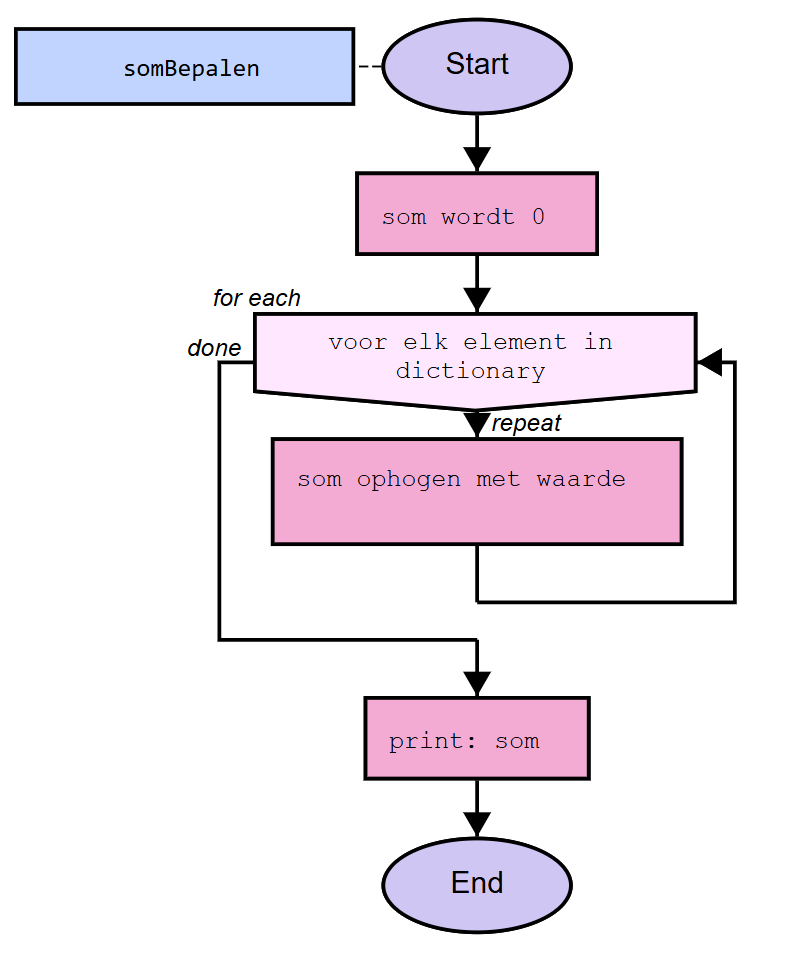 somBepalen
Start
som wordt 0
for each
done
voor elk element in
dictionary
repeat
som ophogen met waarde
print: som
End